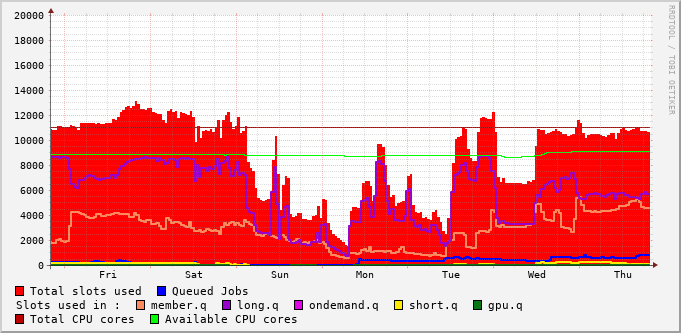 RRDTOOL / TOBI OETIKER
20000
18000
16000
14000
12000
10000
8000
6000
4000
2000
0
Fri Sat Sun Mon Tue Wed Thu
Total slots used Queued Jobs
Slots used in : member.q long.q ondemand.q short.q gpu.q
Total CPU cores Available CPU cores